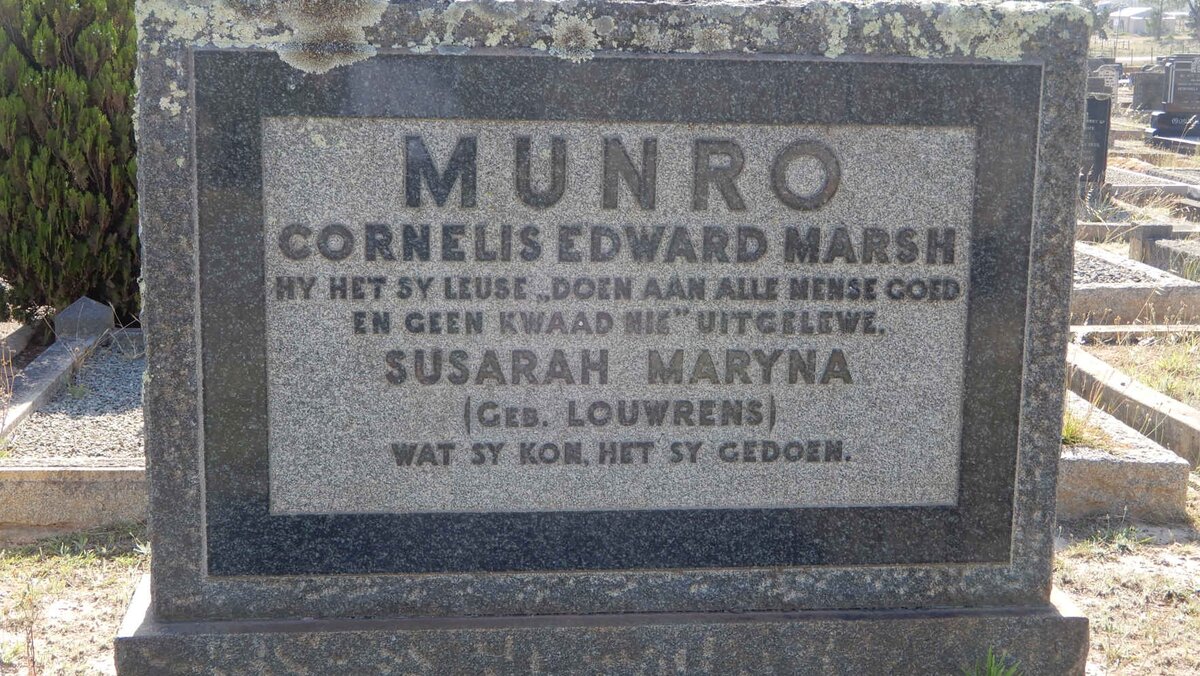 MUNRO
CORNELIS EDWARD MARSH
HY HET SY LEUSE „DOEN AAN ALLE MENSE GOED
EN GEEN KWAAD NIE” UITGELEWE.
SUSARAH MARYNA
(GEB. LOUWRENS)
WAT SY KON, HET SY GEDOEN.